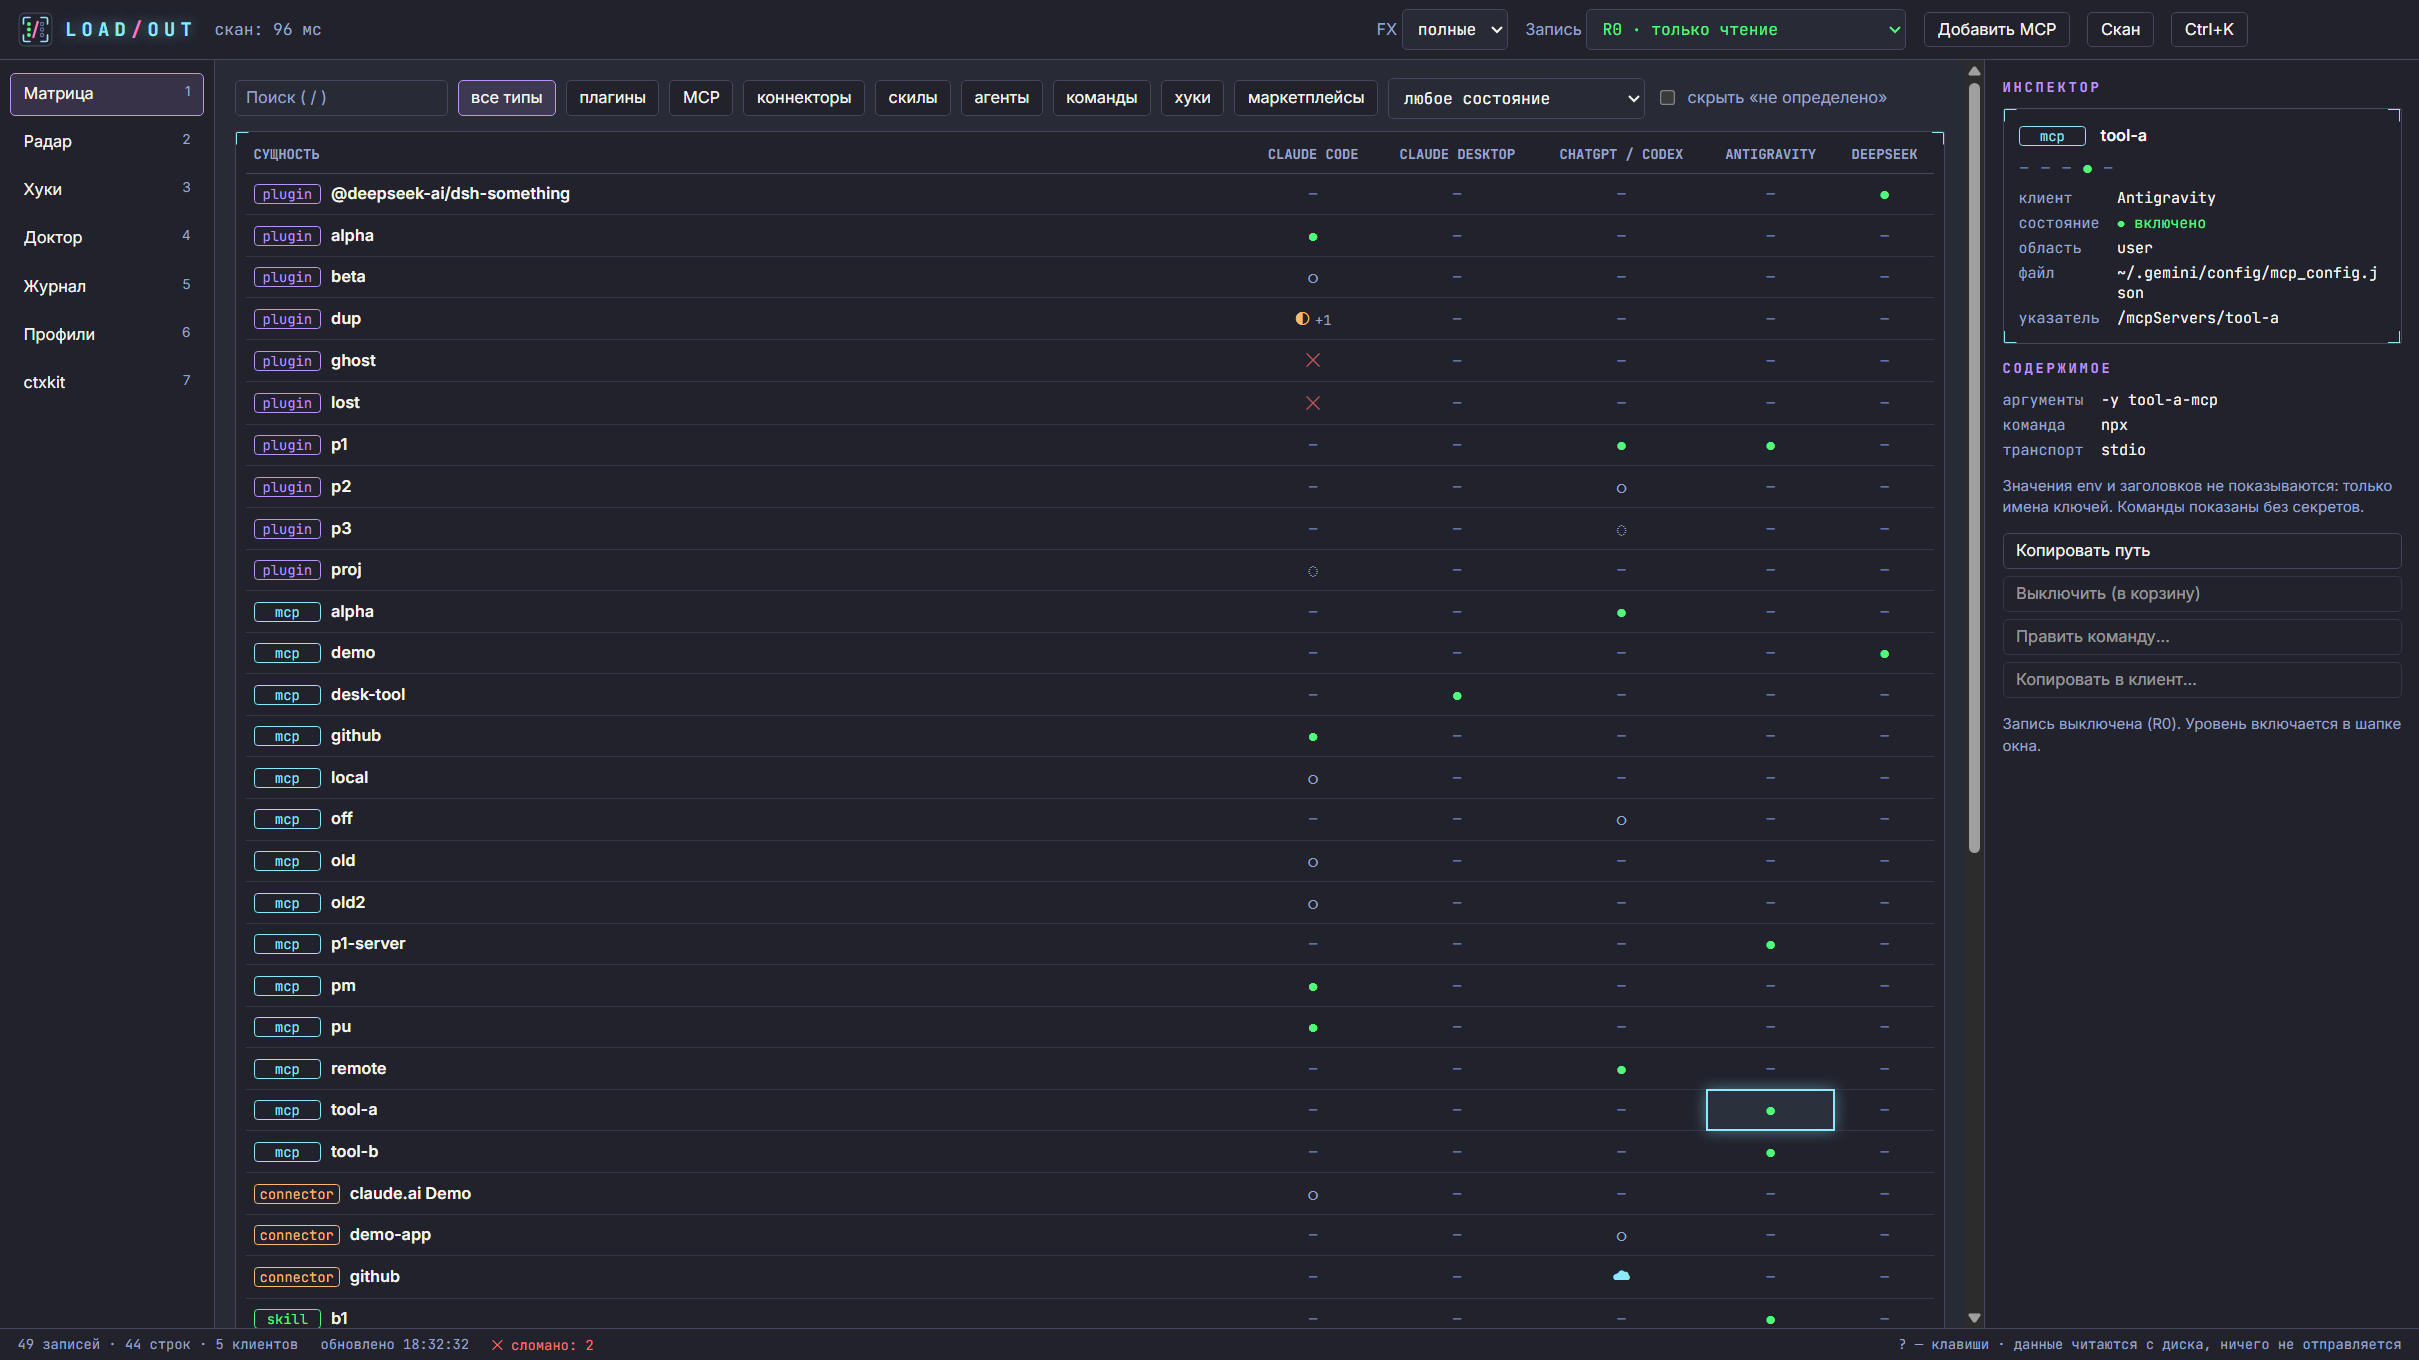 LOAD/OUT скан: 96 мс FX полные Запись R0 · только чтение Добавить MCP Скан Ctrl+K
Матрица 1
Радар 2
Хуки 3
Доктор 4
Журнал 5
Профили 6
ctxkit 7
Поиск ( / ) все типы плагины MCP коннекторы скилы агенты команды хуки маркетплейсы любое состояние скрыть «не определено»
СУЩНОСТЬ CLAUDE CODE CLAUDE DESKTOP CHATGPT / CODEX ANTIGRAVITY DEEPSEEK
plugin @deepseek-ai/dsh-something — — — — ●
plugin alpha ● — — — —
plugin beta ○ — — — —
plugin dup ◐ +1 — — — —
plugin ghost ✕ — — — —
plugin lost ✕ — — — —
plugin p1 — — ● ● —
plugin p2 — — ○ — —
plugin p3 — — ◌ — —
plugin proj ◌ — — — —
mcp alpha — — ● — —
mcp demo — — — — ●
mcp desk-tool — ● — — —
mcp github ● — — — —
mcp local ○ — — — —
mcp off — — ○ — —
mcp old ○ — — — —
mcp old2 ○ — — — —
mcp p1-server — — — ● —
mcp pm ● — — — —
mcp pu ● — — — —
mcp remote — — ● — —
mcp tool-a — — — ● —
mcp tool-b — — — ● —
connector claude.ai Demo ○ — — — —
connector demo-app — — ○ — —
connector github — — ☁ — —
skill b1 — — — ● —
ИНСПЕКТОР
mcp tool-a
— — — ● —
клиент Antigravity
состояние ● включено
область user
файл ~/.gemini/config/mcp_config.j
son
указатель /mcpServers/tool-a
СОДЕРЖИМОЕ
аргументы -y tool-a-mcp
команда npx
транспорт stdio
Значения env и заголовков не показываются: только
имена ключей. Команды показаны без секретов.
Копировать путь
Выключить (в корзину)
Править команду...
Копировать в клиент...
Запись выключена (R0). Уровень включается в шапке
окна.
49 записей · 44 строк · 5 клиентов обновлено 18:32:32 ✕ сломано: 2 ? — клавиши · данные читаются с диска, ничего не отправляется